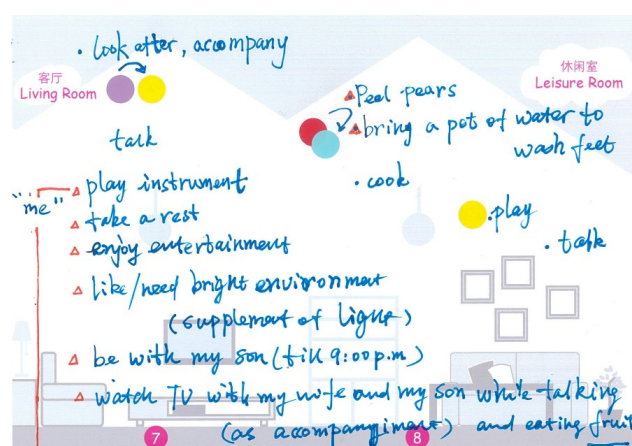 · look after, accompany
客厅
Living Room
talk
"me"
play instrument
take a rest
enjoy entertainment
like/need bright environment
(supplement of light)
be with my son (till 9:00 p.m)
watch TV with my wife and my son while talking
(as accompaniment) and eating fruit
7
休闲室
Leisure Room
Peel pears
bring a pot of water to
wash feet
· cook
· play
· talk
8